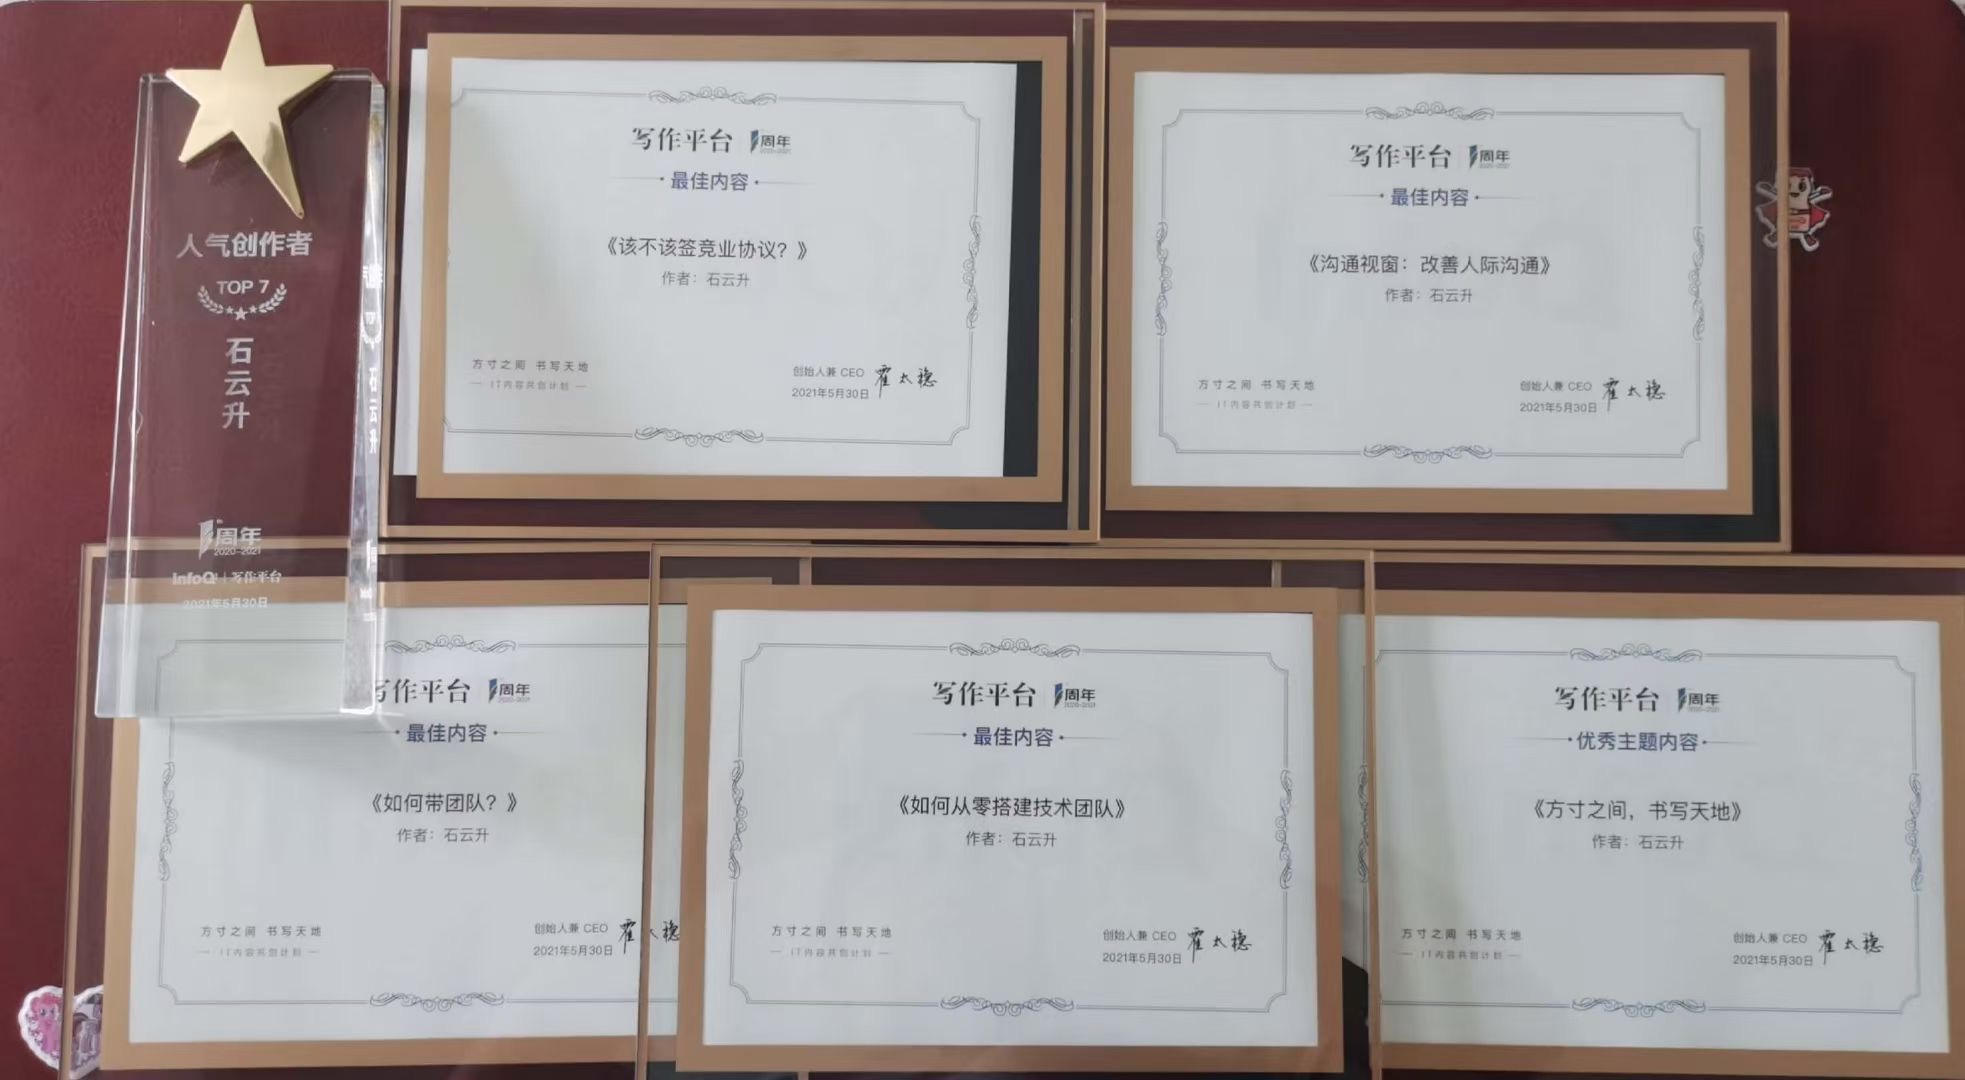 人气创作者
TOP 7
石云升
1周年
2020-2021
InfoQ | 写作平台
2021年5月30日
写作平台 1周年
2020-2021
最佳内容
《该不该签竞业协议？》
作者：石云升
方寸之间 书写天地
IT内容共创计划
创始人兼 CEO 霍太稳
2021年5月30日
写作平台 1周年
2020-2021
最佳内容
《沟通视窗：改善人际沟通》
作者：石云升
方寸之间 书写天地
IT内容共创计划
创始人兼 CEO 霍太稳
2021年5月30日
写作平台 1周年
2020-2021
最佳内容
《如何带团队？》
作者：石云升
方寸之间 书写天地
IT内容共创计划
创始人兼 CEO 霍太稳
2021年5月30日
写作平台 1周年
2020-2021
最佳内容
《如何从零搭建技术团队》
作者：石云升
方寸之间 书写天地
IT内容共创计划
创始人兼 CEO 霍太稳
2021年5月30日
写作平台 1周年
2020-2021
优秀主题内容
《方寸之间，书写天地》
作者：石云升
方寸之间 书写天地
IT内容共创计划
创始人兼 CEO 霍太稳
2021年5月30日